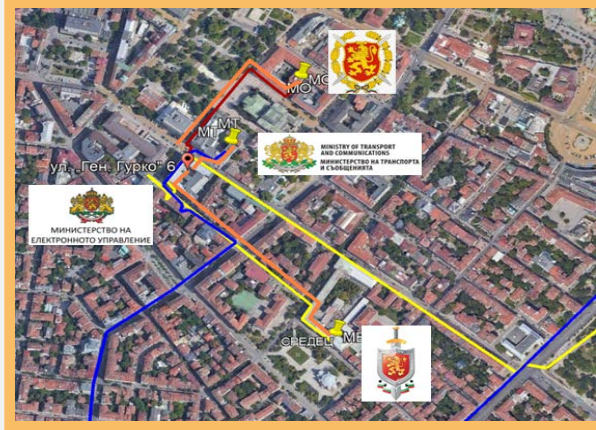 МО
МО
МТ
МТ
ул. „Ген. Гурко" 6
MINISTRY OF TRANSPORT
AND COMMUNICATIONS
МИНИСТЕРСТВО НА ТРАНСПОРТА
И СЪОБЩЕНИЯТА
МИНИСТЕРСТВО НА
ЕЛЕКТРОННОТО УПРАВЛЕНИЕ
СРЕДЕЦ